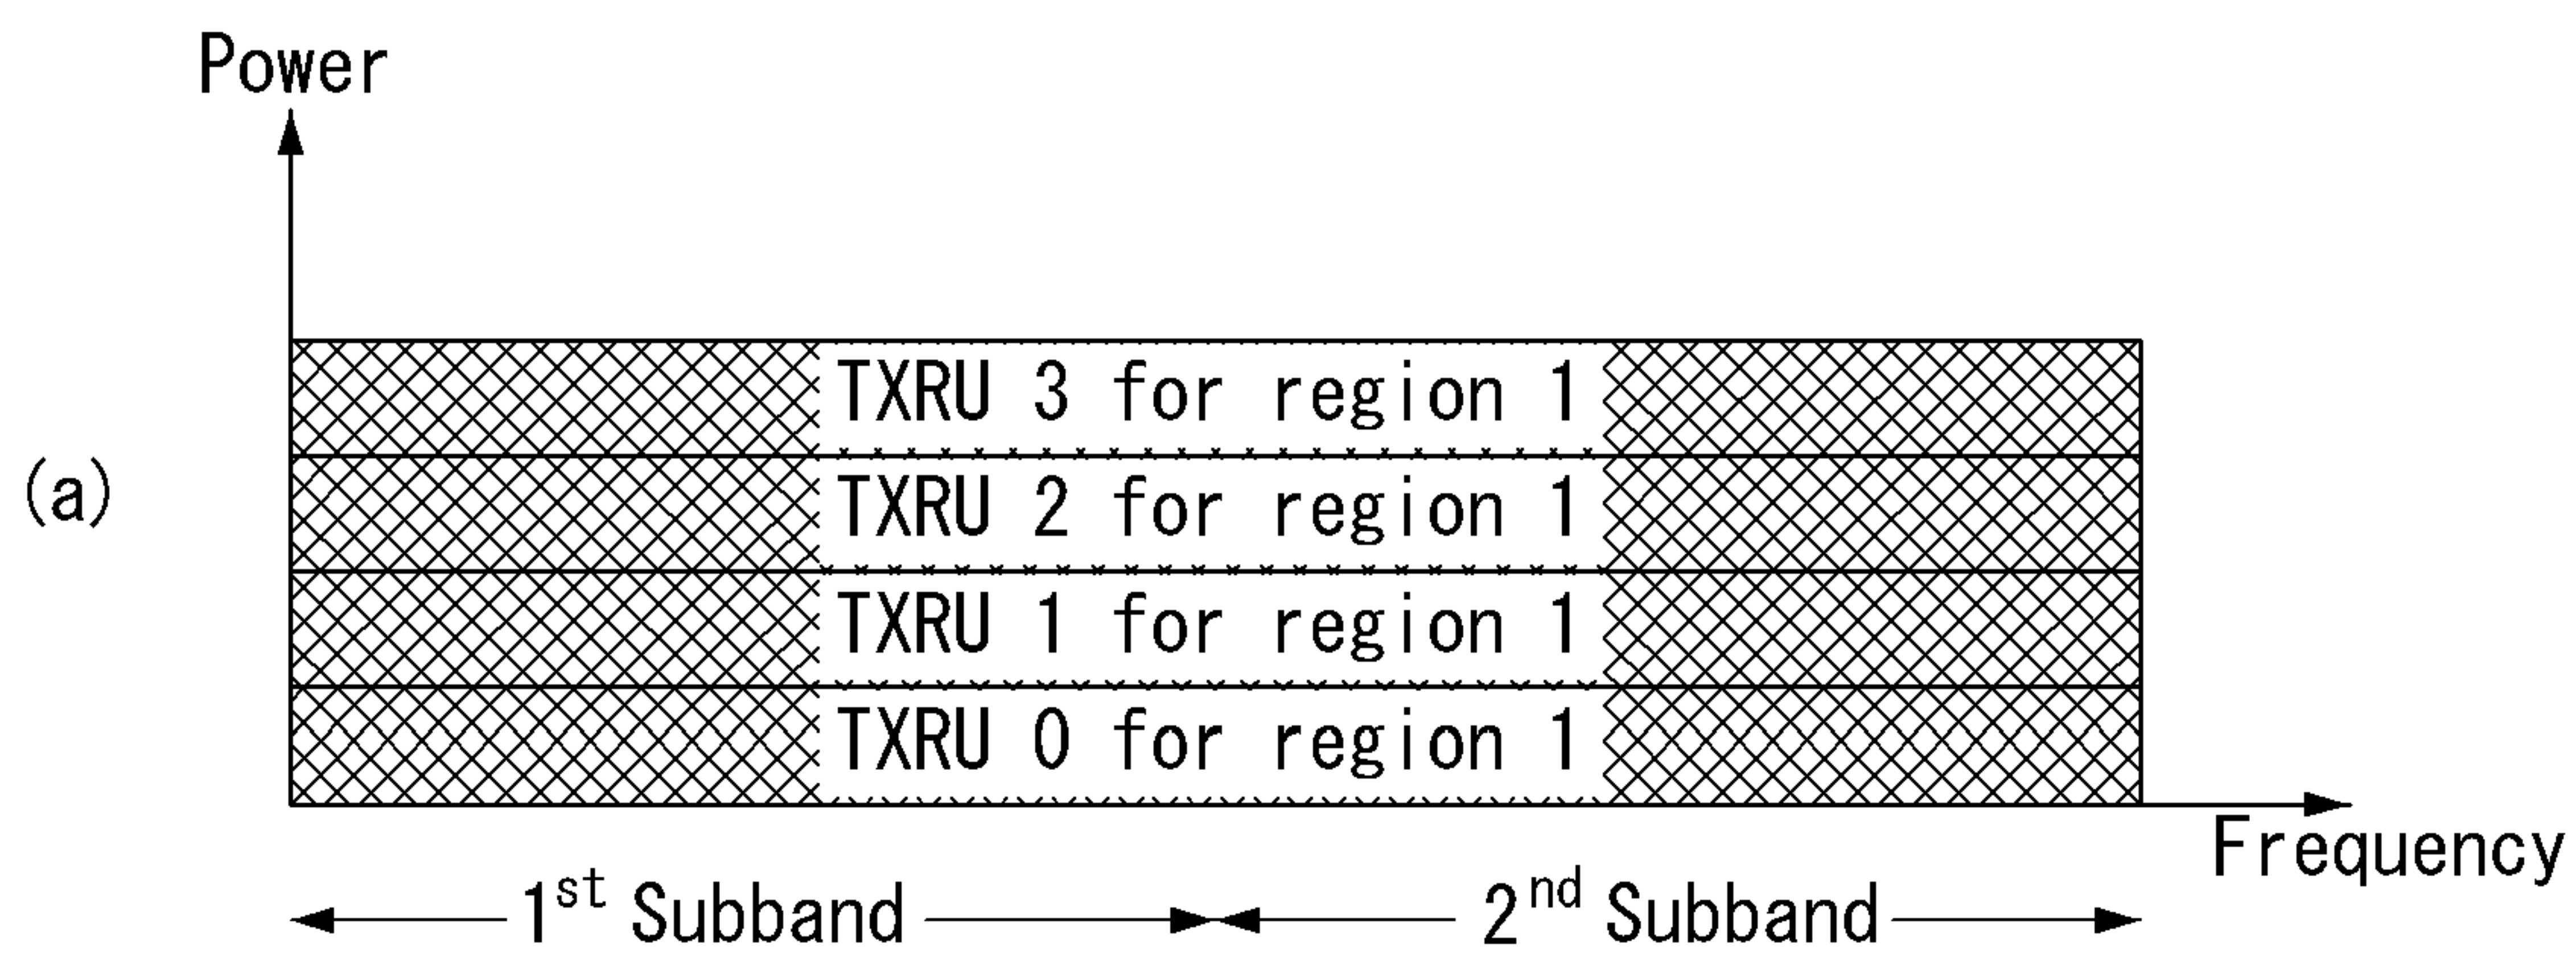 Power
TXRU 3 for region 1
(a)
TXRU 2 for region 1
TXRU 1 for region 1
TXRU 0 for region 1
Frequency
1st Subband
2nd Subband